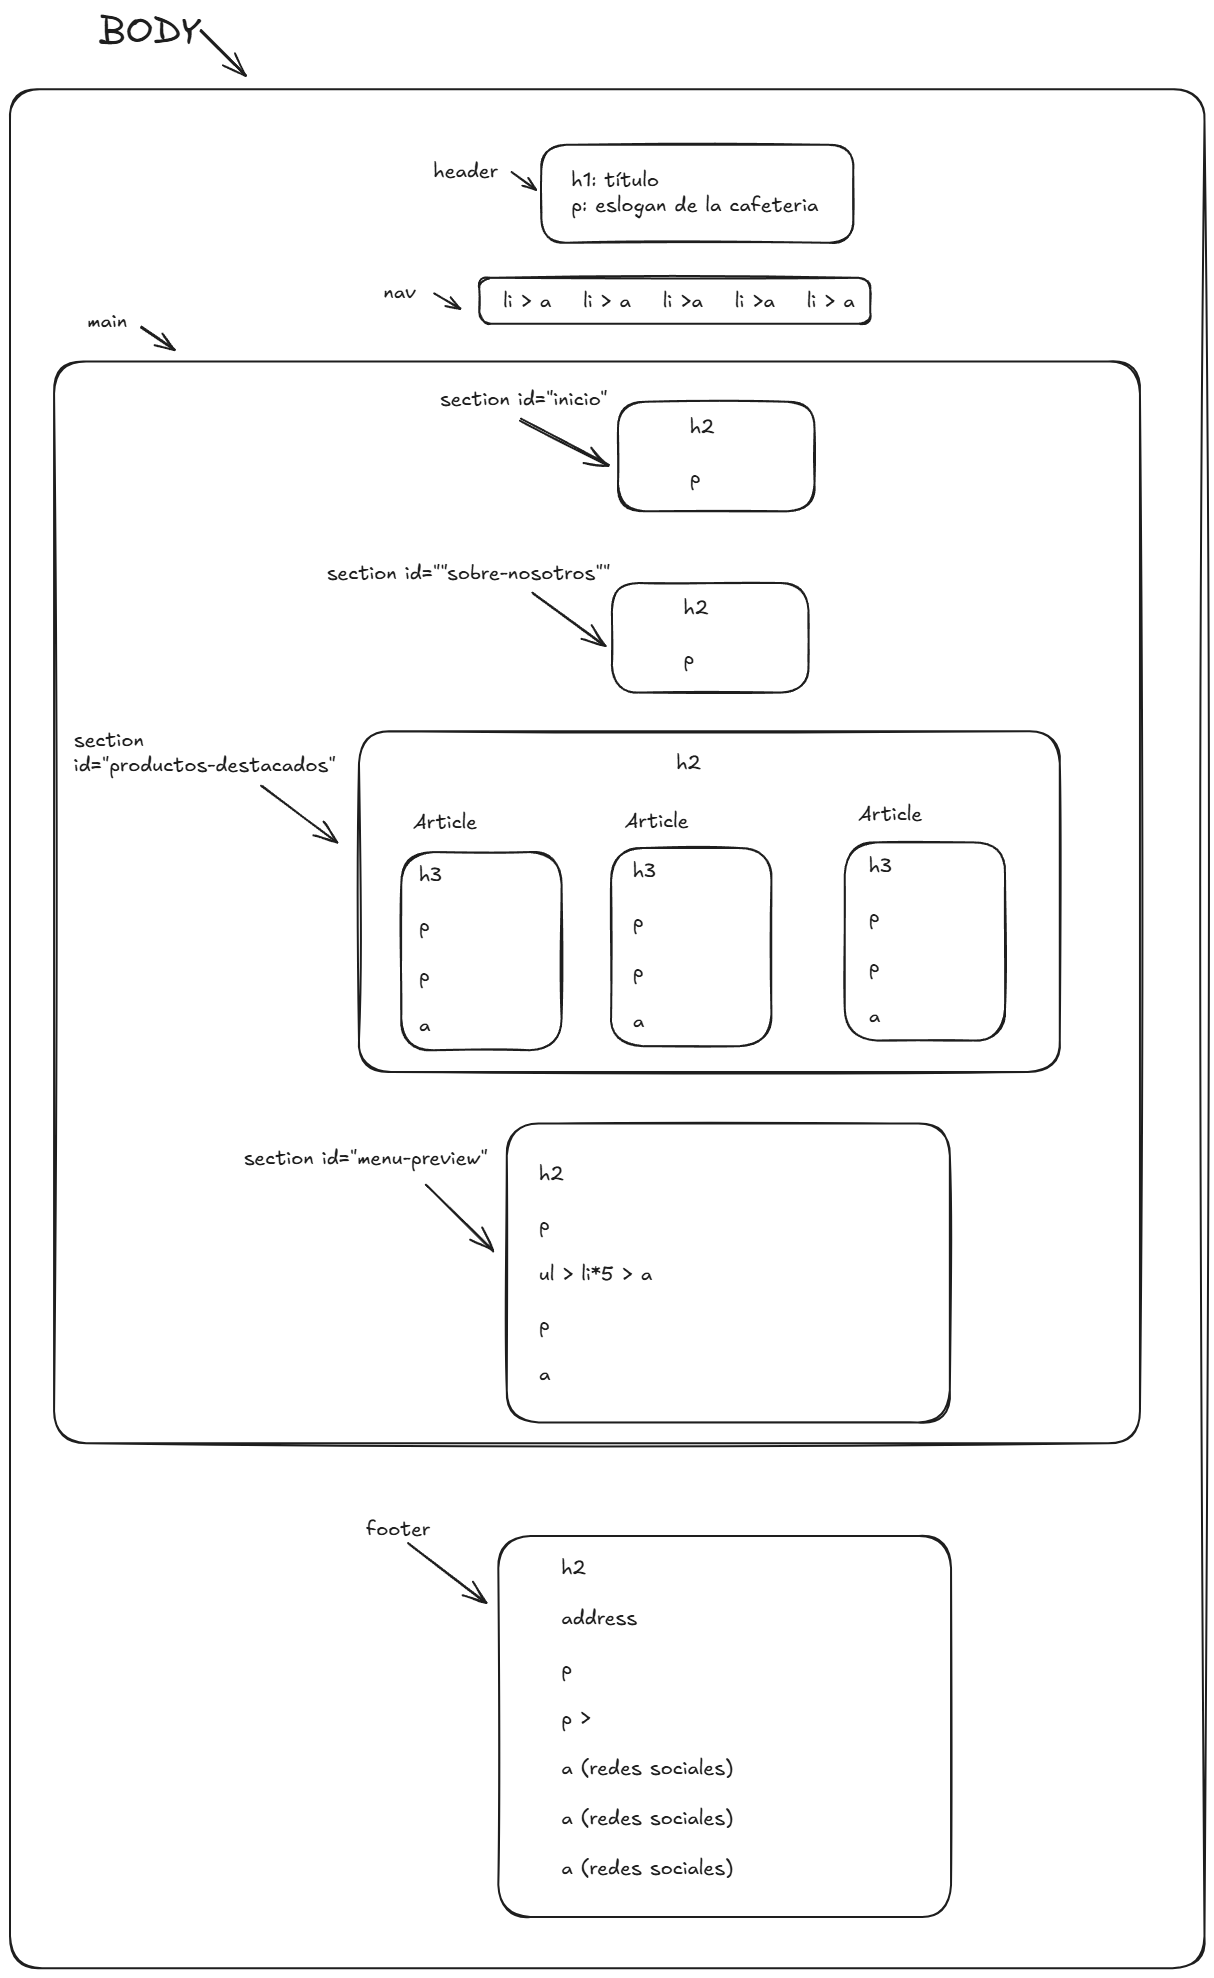 BODY
header
h1: título
p: eslogan de la cafeteria
nav
li > a li > a li >a li >a li > a
main
section id="inicio"
h2
p
section id=""sobre-nosotros""
h2
p
section
id="productos-destacados"
h2
Article
h3
p
p
a
Article
h3
p
p
a
Article
h3
p
p
a
section id="menu-preview"
h2
p
ul > li*5 > a
p
a
footer
h2
address
p
p >
a (redes sociales)
a (redes sociales)
a (redes sociales)